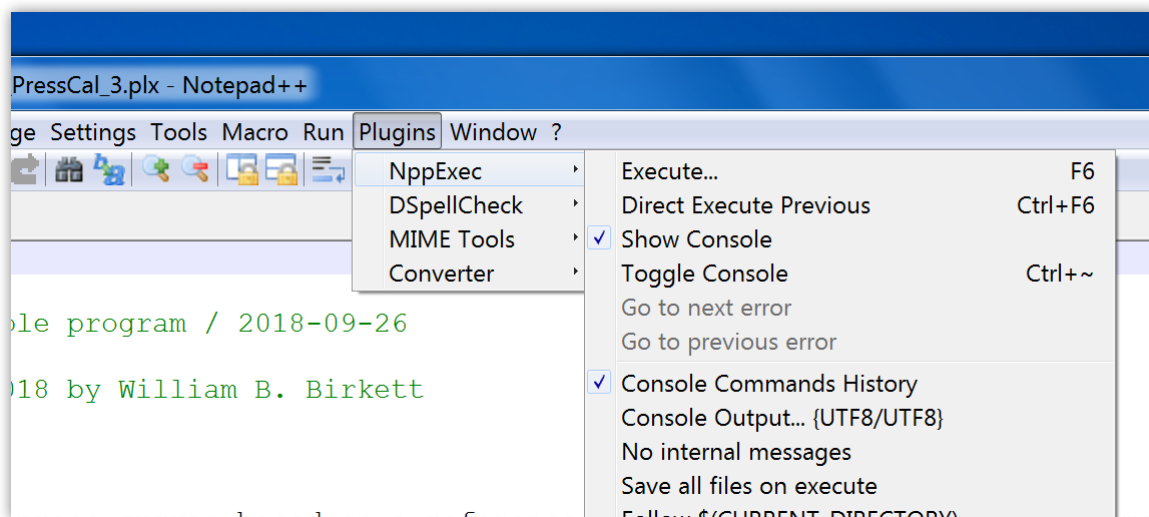 PressCal_3.plx - Notepad++
ge Settings Tools Macro Run Plugins Window ?
NppExec
DSpellCheck
MIME Tools
Converter
Execute... F6
Direct Execute Previous Ctrl+F6
Show Console
Toggle Console Ctrl+~
Go to next error
Go to previous error
Console Commands History
Console Output... {UTF8/UTF8}
No internal messages
Save all files on execute
Follow $(CURRENT_DIRECTORY)
ple program / 2018-09-26
018 by William B. Birkett